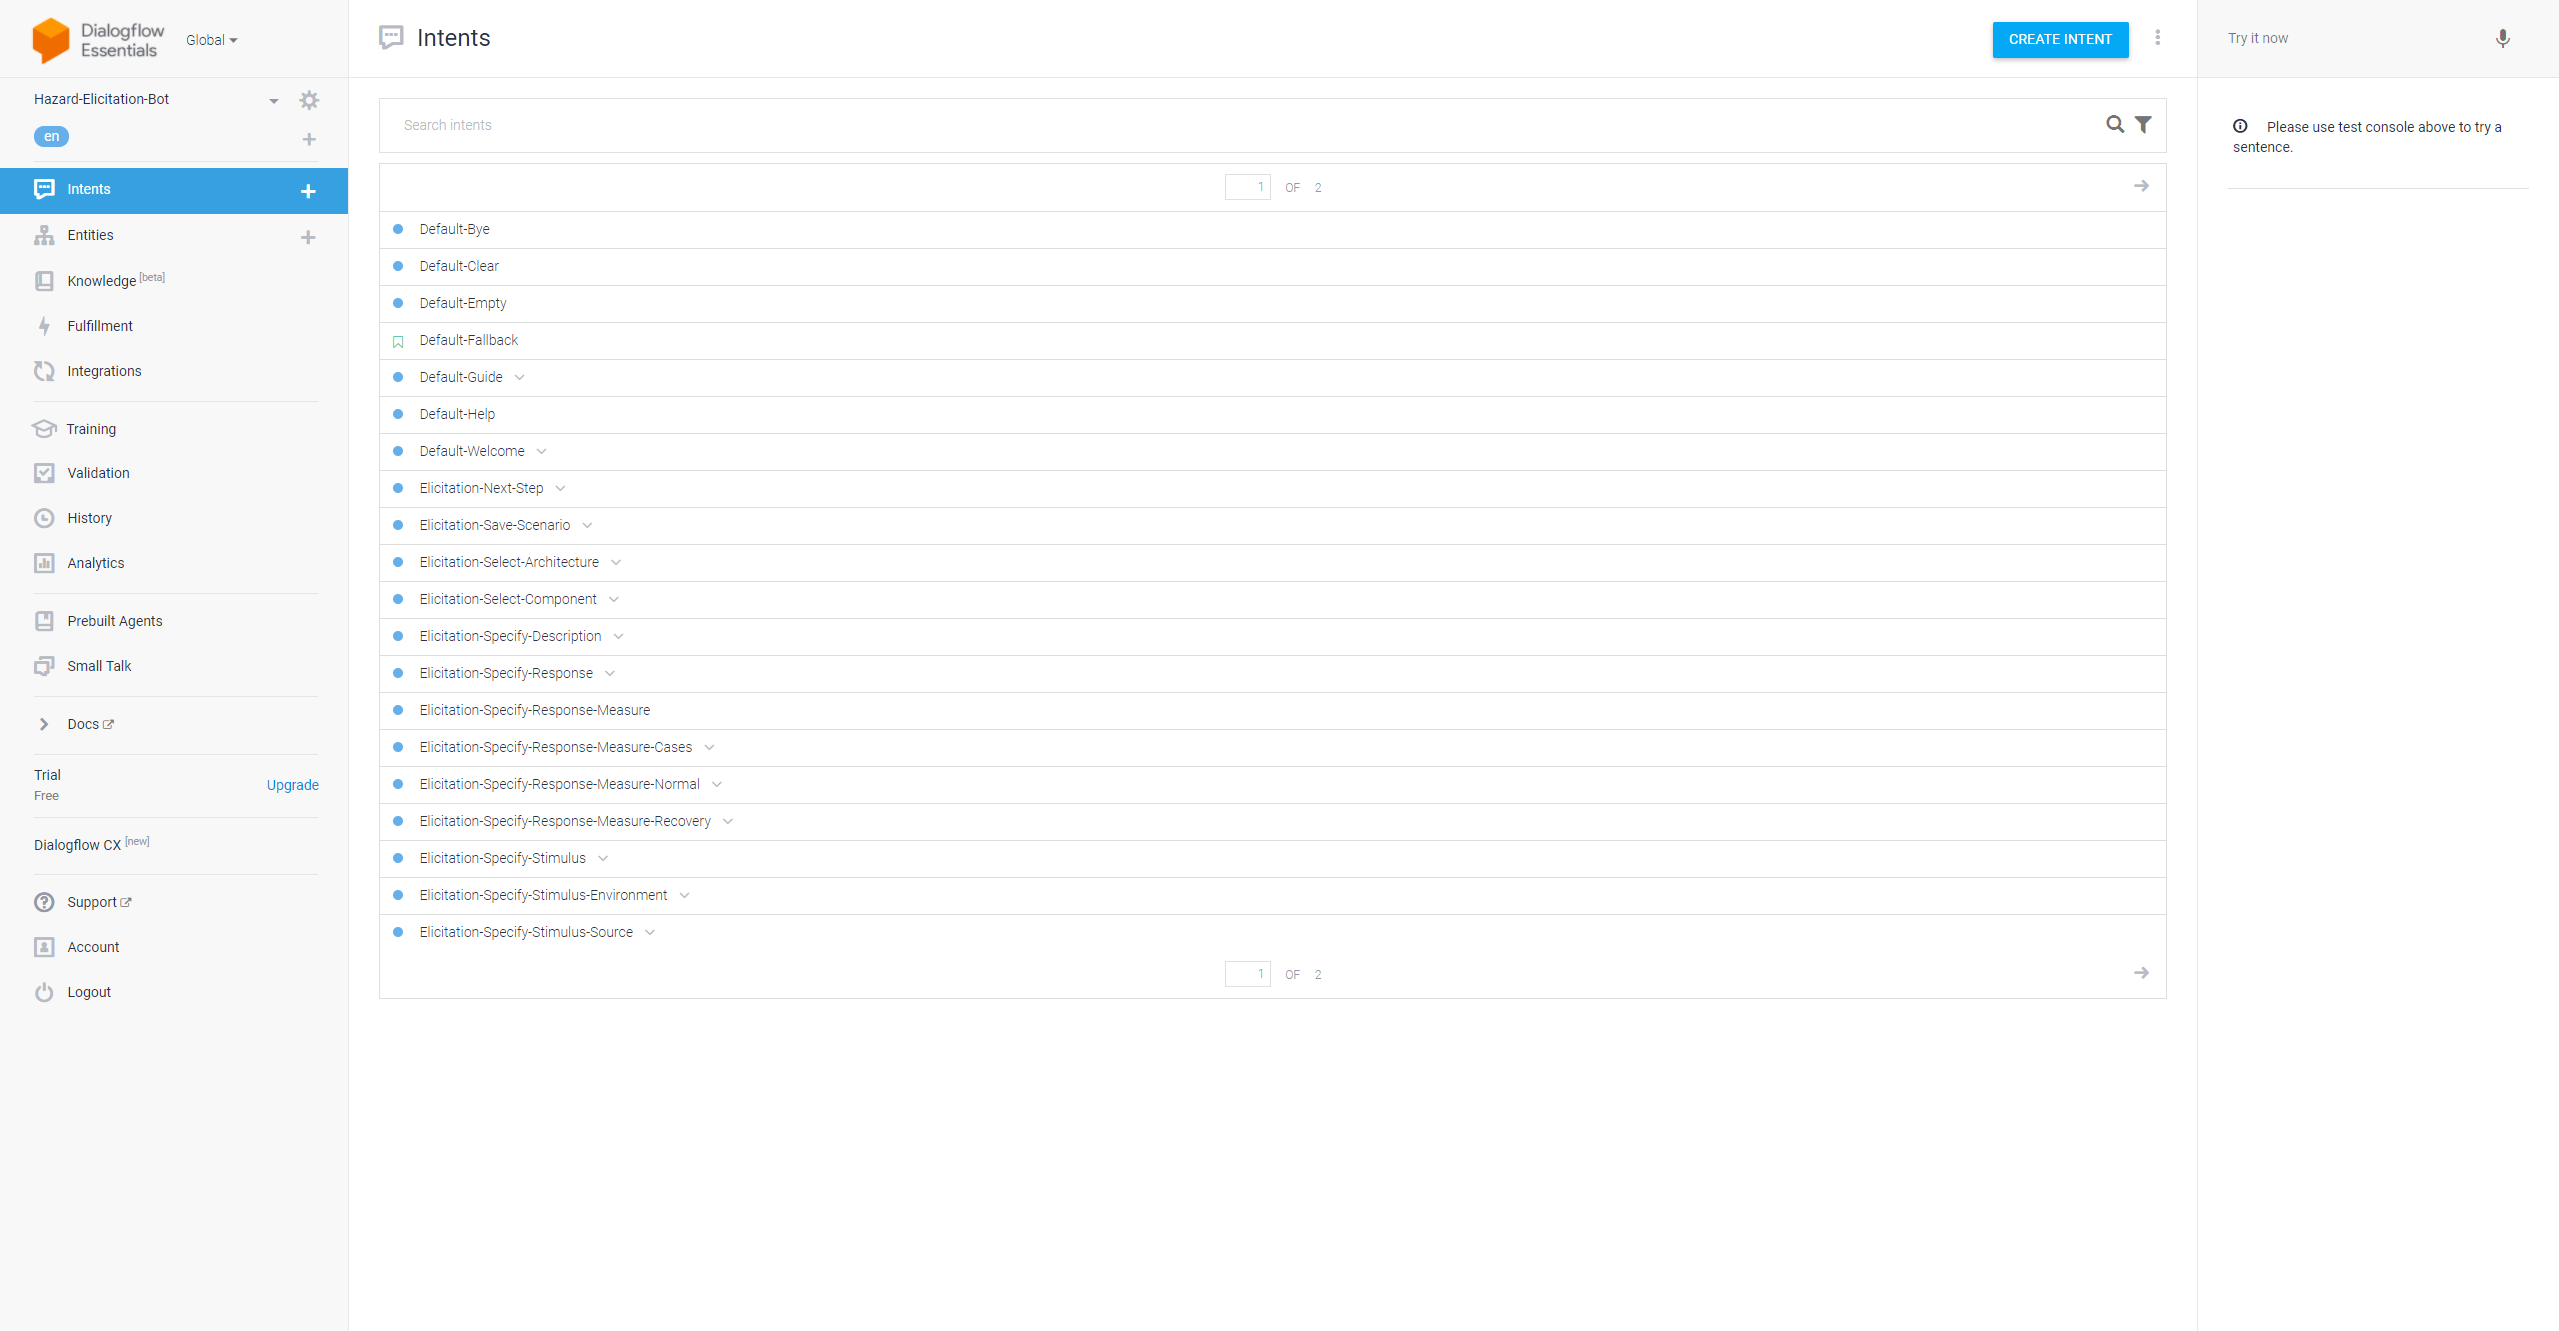 Dialogflow
Essentials
Global
Hazard-Elicitation-Bot
en
Intents
Entities
Knowledge [beta]
Fulfillment
Integrations
Training
Validation
History
Analytics
Prebuilt Agents
Small Talk
Docs
Trial
Free
Upgrade
Dialogflow CX [new]
Support
Account
Logout
Intents
CREATE INTENT
Search intents
1 OF 2
Default-Bye
Default-Clear
Default-Empty
Default-Fallback
Default-Guide
Default-Help
Default-Welcome
Elicitation-Next-Step
Elicitation-Save-Scenario
Elicitation-Select-Architecture
Elicitation-Select-Component
Elicitation-Specify-Description
Elicitation-Specify-Response
Elicitation-Specify-Response-Measure
Elicitation-Specify-Response-Measure-Cases
Elicitation-Specify-Response-Measure-Normal
Elicitation-Specify-Response-Measure-Recovery
Elicitation-Specify-Stimulus
Elicitation-Specify-Stimulus-Environment
Elicitation-Specify-Stimulus-Source
1 OF 2
Try it now
Please use test console above to try a
sentence.